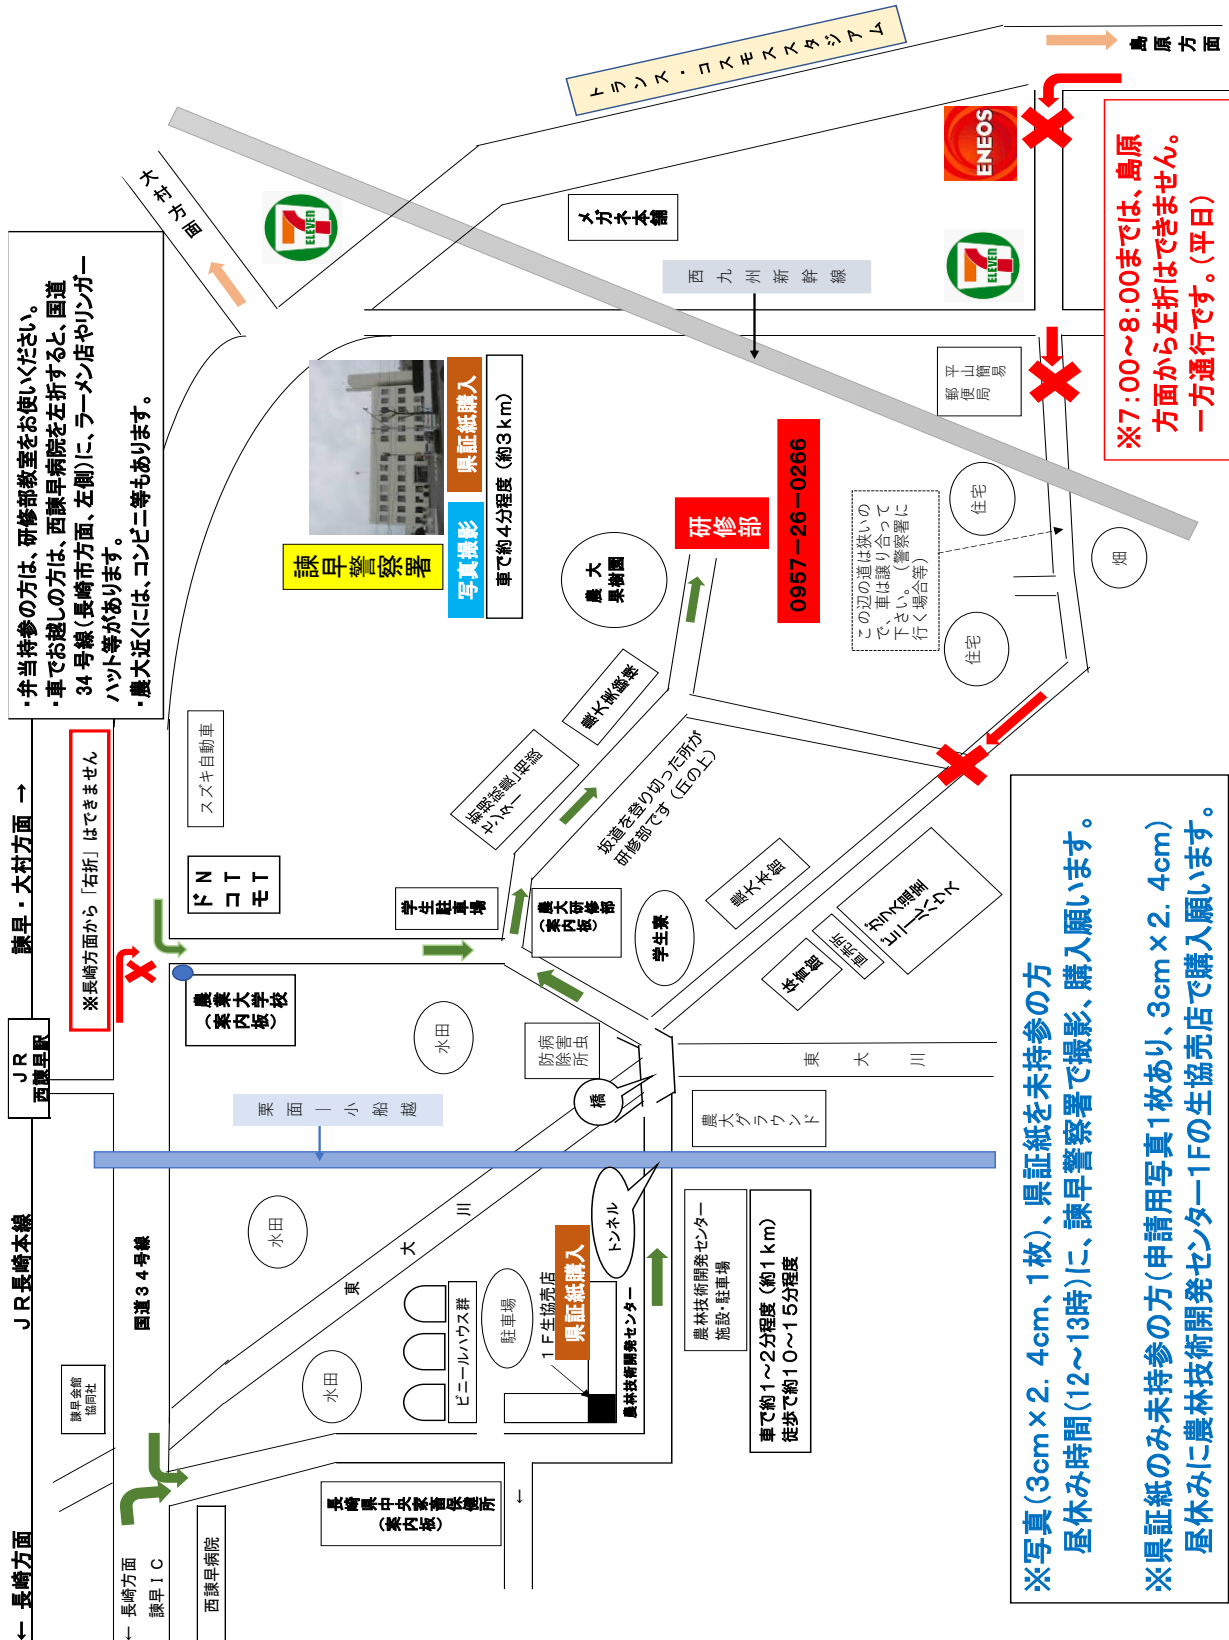 ← 長崎方面
ＪＲ長崎本線
ＪＲ
西諫早駅
諫早・大村方面 →
・弁当持参の方は、研修部教室をお使いください。
・車でお越しの方は、西諫早病院を左折すると、国道
34号線（長崎市方面、左側）に、ラーメン店やリンガー
ハット等があります。
・農大近くには、コンビニ等もあります。
大村方面
諫早会館
協同社
国道３４号線
※長崎方面から「右折」はできません
← 長崎方面
諫早ＩＣ
西諫早病院
スズキ自動車
ＮＴＴ
ドコモ
農業大学校
（案内板）
栗面｜小船越
水田
水田
水田
東大川
7
ELEVEN
諫早警察署
写真撮影
県証紙購入
車で約4分程度（約3km）
トランス・コスモススタジアム
島原方面
メガネ本舗
西九州新幹線
ENEOS
7
ELEVEN
平山簡易
郵便局
※7:00～8:00までは、島原
方面から左折はできません。
一方通行です。（平日）
長崎県中央家畜保健所
（案内板）
←
ビニールハウス群
駐車場
１Ｆ生協売店
県証紙購入
農林技術開発センター
トンネル
橋
病害虫
防除所
学生駐車場
農大研修部
（案内板）
新規就農相談
センター
農大実験棟
農大
果樹園
研修部
0957-26-0266
坂道を登り切った所が
研修部です（丘の上）
学生寮
農大本館
体育館
直売所
ガラス温室
ビニールハウス
東大川
農大グラウンド
農林技術開発センター
施設・駐車場
車で約1～2分程度（約1km）
徒歩で約10～15分程度
この辺の道は狭いの
で、車は譲り合って
下さい。（警察署に
行く場合等）
住宅
住宅
畑
※写真（3cm×2．4cm、1枚）、県証紙を未持参の方
昼休み時間（12～13時）に、諫早警察署で撮影、購入願います。
※県証紙のみ未持参の方（申請用写真1枚あり、3cm×2．4cm）
昼休みに農林技術開発センター1Fの生協売店で購入願います。